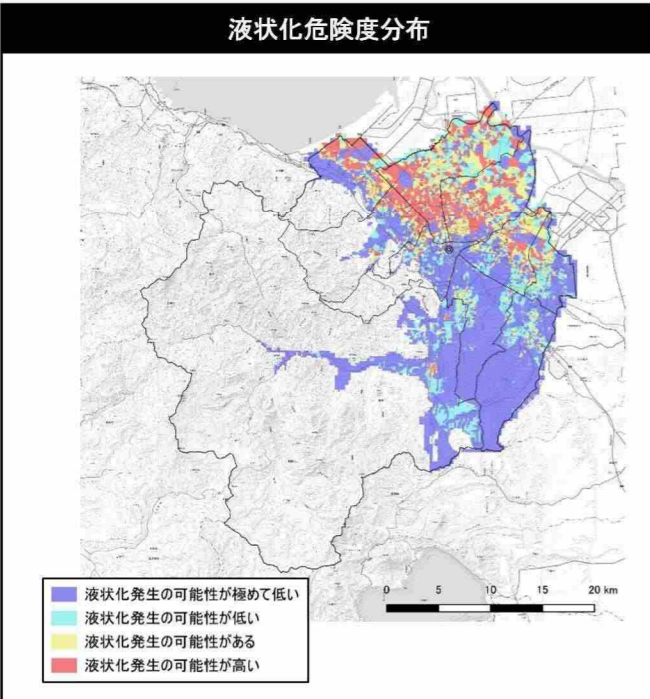 液状化危険度分布
液状化発生の可能性が極めて低い
液状化発生の可能性が低い
液状化発生の可能性がある
液状化発生の可能性が高い
0 5 10 15 20 km